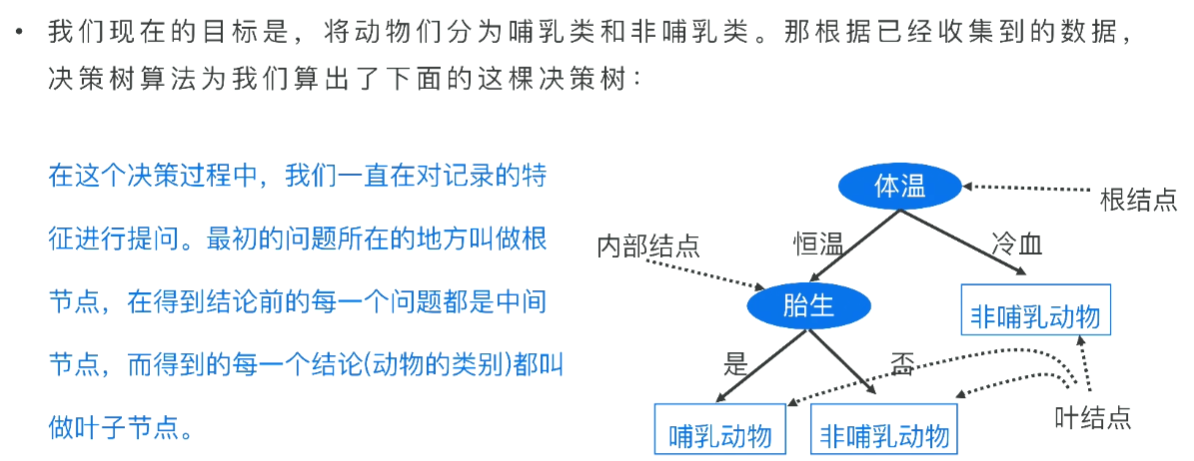 • 我们现在的目标是，将动物们分为哺乳类和非哺乳类。那根据已经收集到的数据，
决策树算法为我们算出了下面的这棵决策树：
在这个决策过程中，我们一直在对记录的特
征进行提问。最初的问题所在的地方叫做根
节点，在得到结论前的每一个问题都是中间
节点，而得到的每一个结论(动物的类别)都叫
做叶子节点。
体温
根结点
内部结点
恒温
冷血
胎生
非哺乳动物
是
否
叶结点
哺乳动物
非哺乳动物